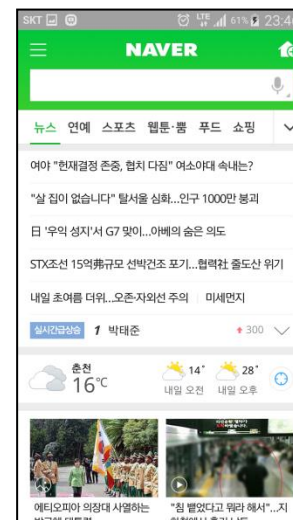 SKT LTE 61% 23:46
NAVER
뉴스 연예 스포츠 웹툰·뿜 푸드 쇼핑
여야 "헌재결정 존중, 협치 다짐" 여소야대 속내는?
"살 집이 없습니다" 탈서울 심화...인구 1000만 붕괴
日 '우익 성지'서 G7 맞이...아베의 숨은 의도
STX조선 15억弗규모 선박건조 포기...협력社 줄도산 위기
내일 초여름 더위...오존·자외선 주의 | 미세먼지
실시간급상승 1 박태준 300
춘천
16℃
14° 28°
내일 오전 내일 오후
에티오피아 의장대 사열하는
"침 뱉었다고 뭐라 해서"...지